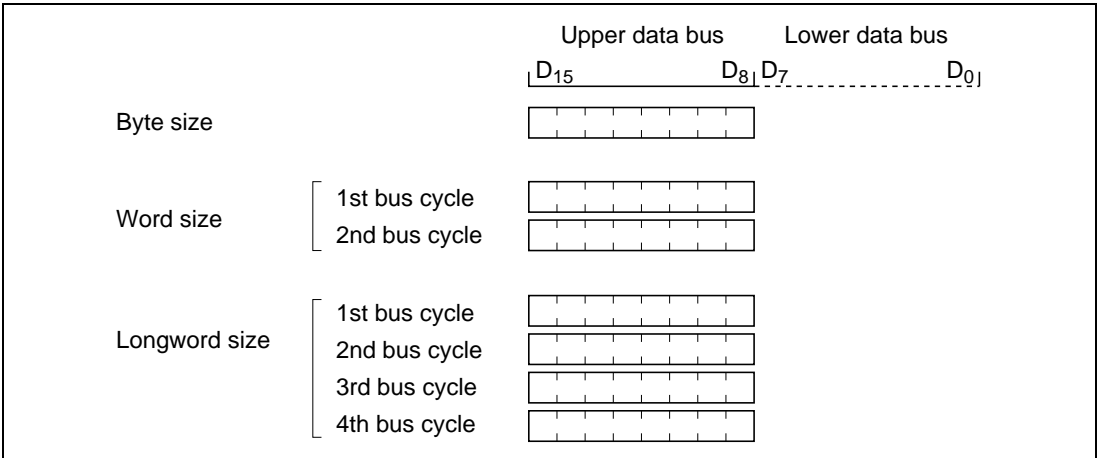 Upper data bus Lower data bus
D15 D8 D7 D0
Byte size
1st bus cycle
Word size
2nd bus cycle
1st bus cycle
Longword size
2nd bus cycle
3rd bus cycle
4th bus cycle